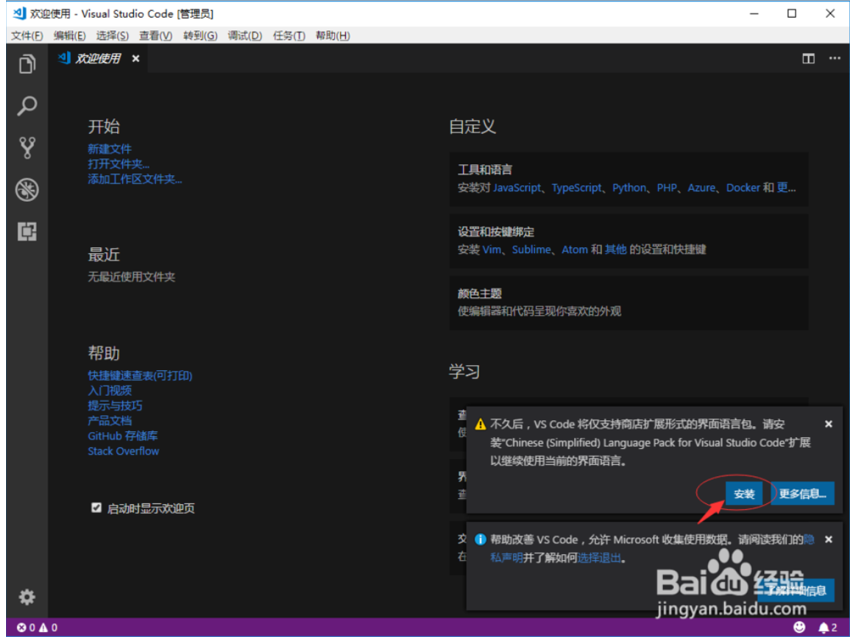 欢迎使用 - Visual Studio Code [管理员]
文件(F) 编辑(E) 选择(S) 查看(V) 转到(G) 调试(D) 任务(T) 帮助(H)
欢迎使用
开始
新建文件
打开文件夹...
添加工作区文件夹...
最近
无最近使用文件夹
帮助
快捷键速查表(可打印)
入门视频
提示与技巧
产品文档
GitHub 存储库
Stack Overflow
启动时显示欢迎页
自定义
工具和语言
安装对 JavaScript、TypeScript、Python、PHP、Azure、Docker 和 更...
设置和按键绑定
安装 Vim、Sublime、Atom 和 其他 的设置和快捷键
颜色主题
使编辑器和代码呈现你喜欢的外观
学习
不久后，VS Code 将仅支持商店扩展形式的界面语言包。请安
装"Chinese (Simplified) Language Pack for Visual Studio Code"扩展
以继续使用当前的界面语言。
安装 更多信息...
帮助改善 VS Code，允许 Microsoft 收集使用数据。请阅读我们的隐
私声明并了解如何选择退出。
Baidu 经验
jingyan.baidu.com
0 0
2